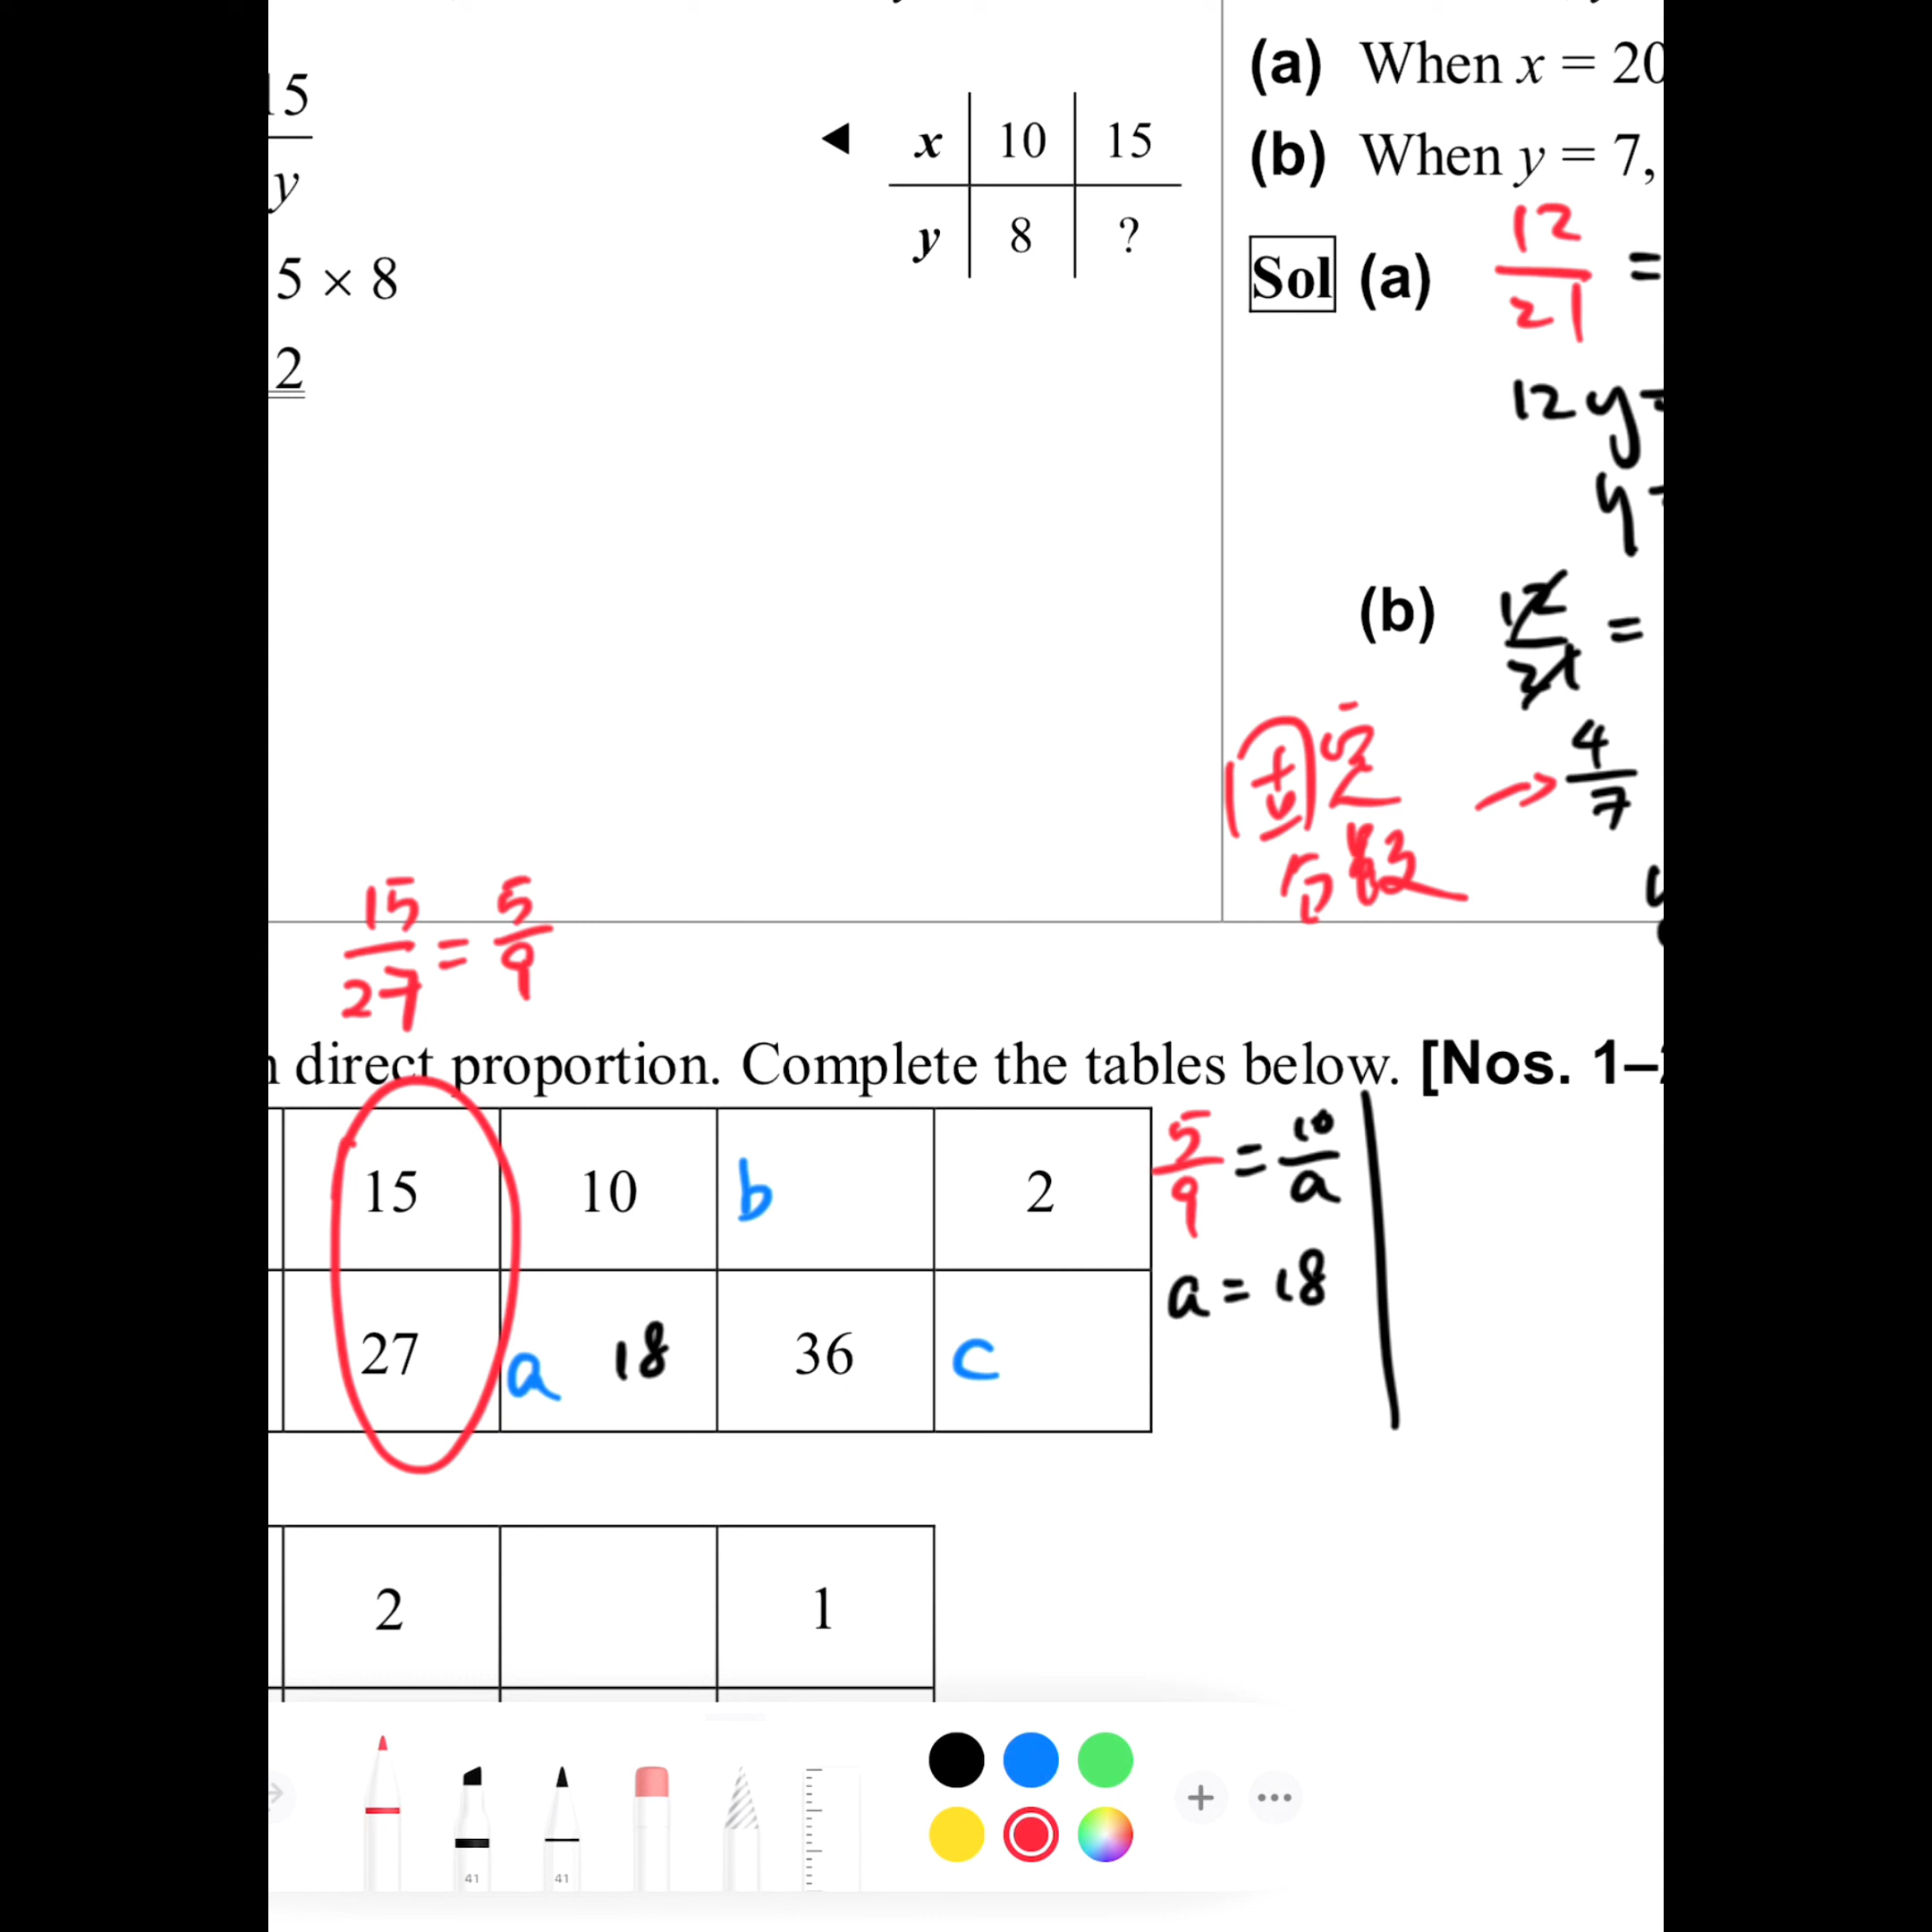 15
y
5 × 8
2
◀ x 10 15
y 8 ?
(a) When x = 20
(b) When y = 7,
Sol (a) 12/21 =
12y=
y=
(b) 12/21 =
固定
分數 → 4/7
15/27 = 5/9
direct proportion. Complete the tables below. [Nos. 1–2
15 10 b 2
27 a 18 36 c
5/9 = 10/a
a = 18
2 1
41 41